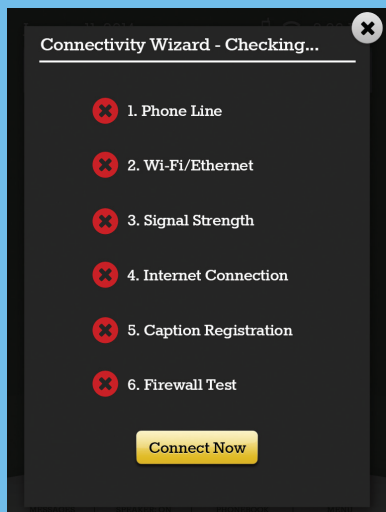 Connectivity Wizard - Checking...
1. Phone Line
2. Wi-Fi/Ethernet
3. Signal Strength
4. Internet Connection
5. Caption Registration
6. Firewall Test
Connect Now